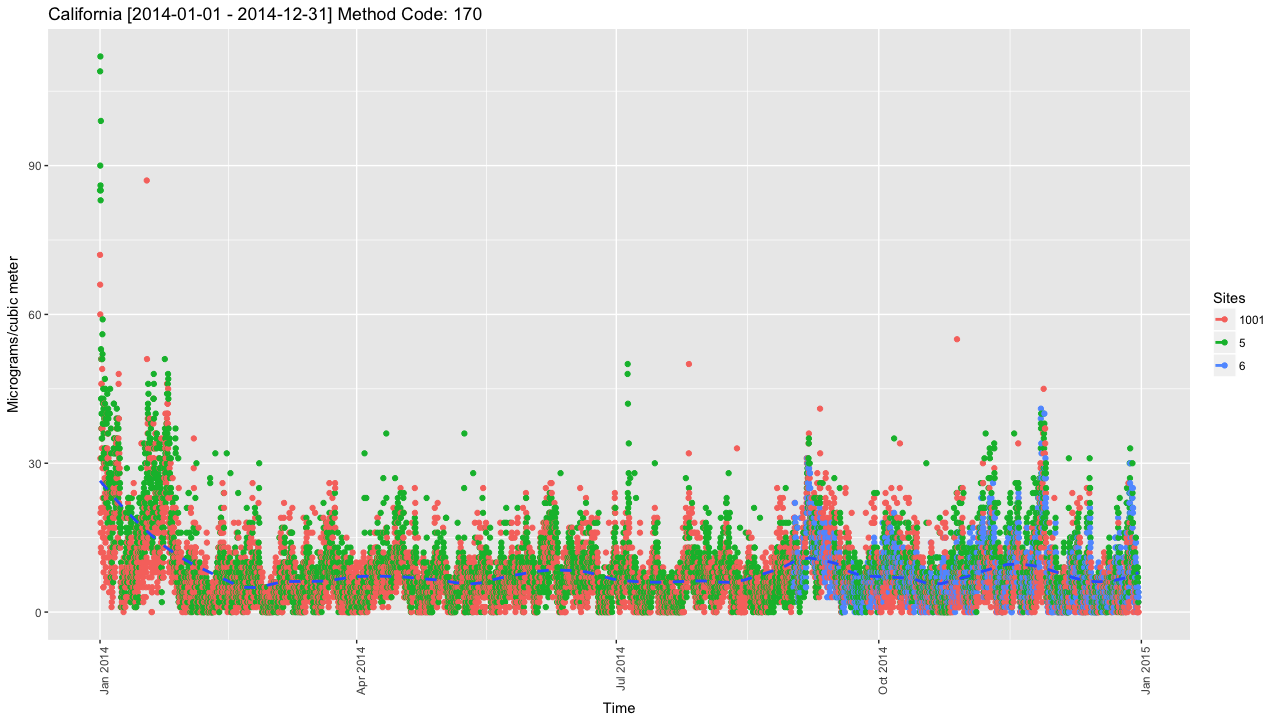 California [2014-01-01 - 2014-12-31] Method Code: 170
Micrograms/cubic meter
90
60
30
0
Jan 2014
Apr 2014
Jul 2014
Oct 2014
Jan 2015
Time
Sites
1001
5
6